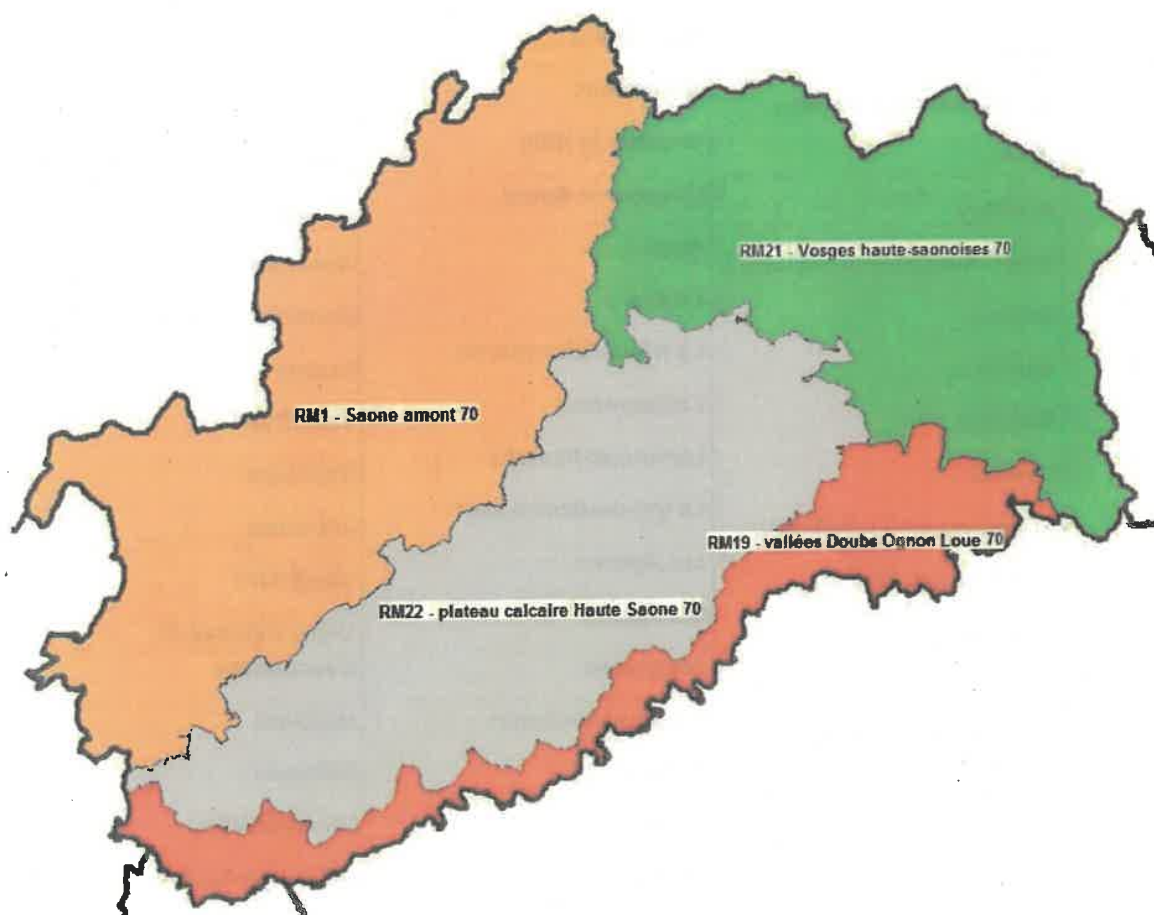 RM21 - Vosges haute-saonoises 70
RM1 - Saone amont 70
RM19 - vallées Doubs Ognon Loue 70
RM22 - plateau calcaire Haute Saone 70